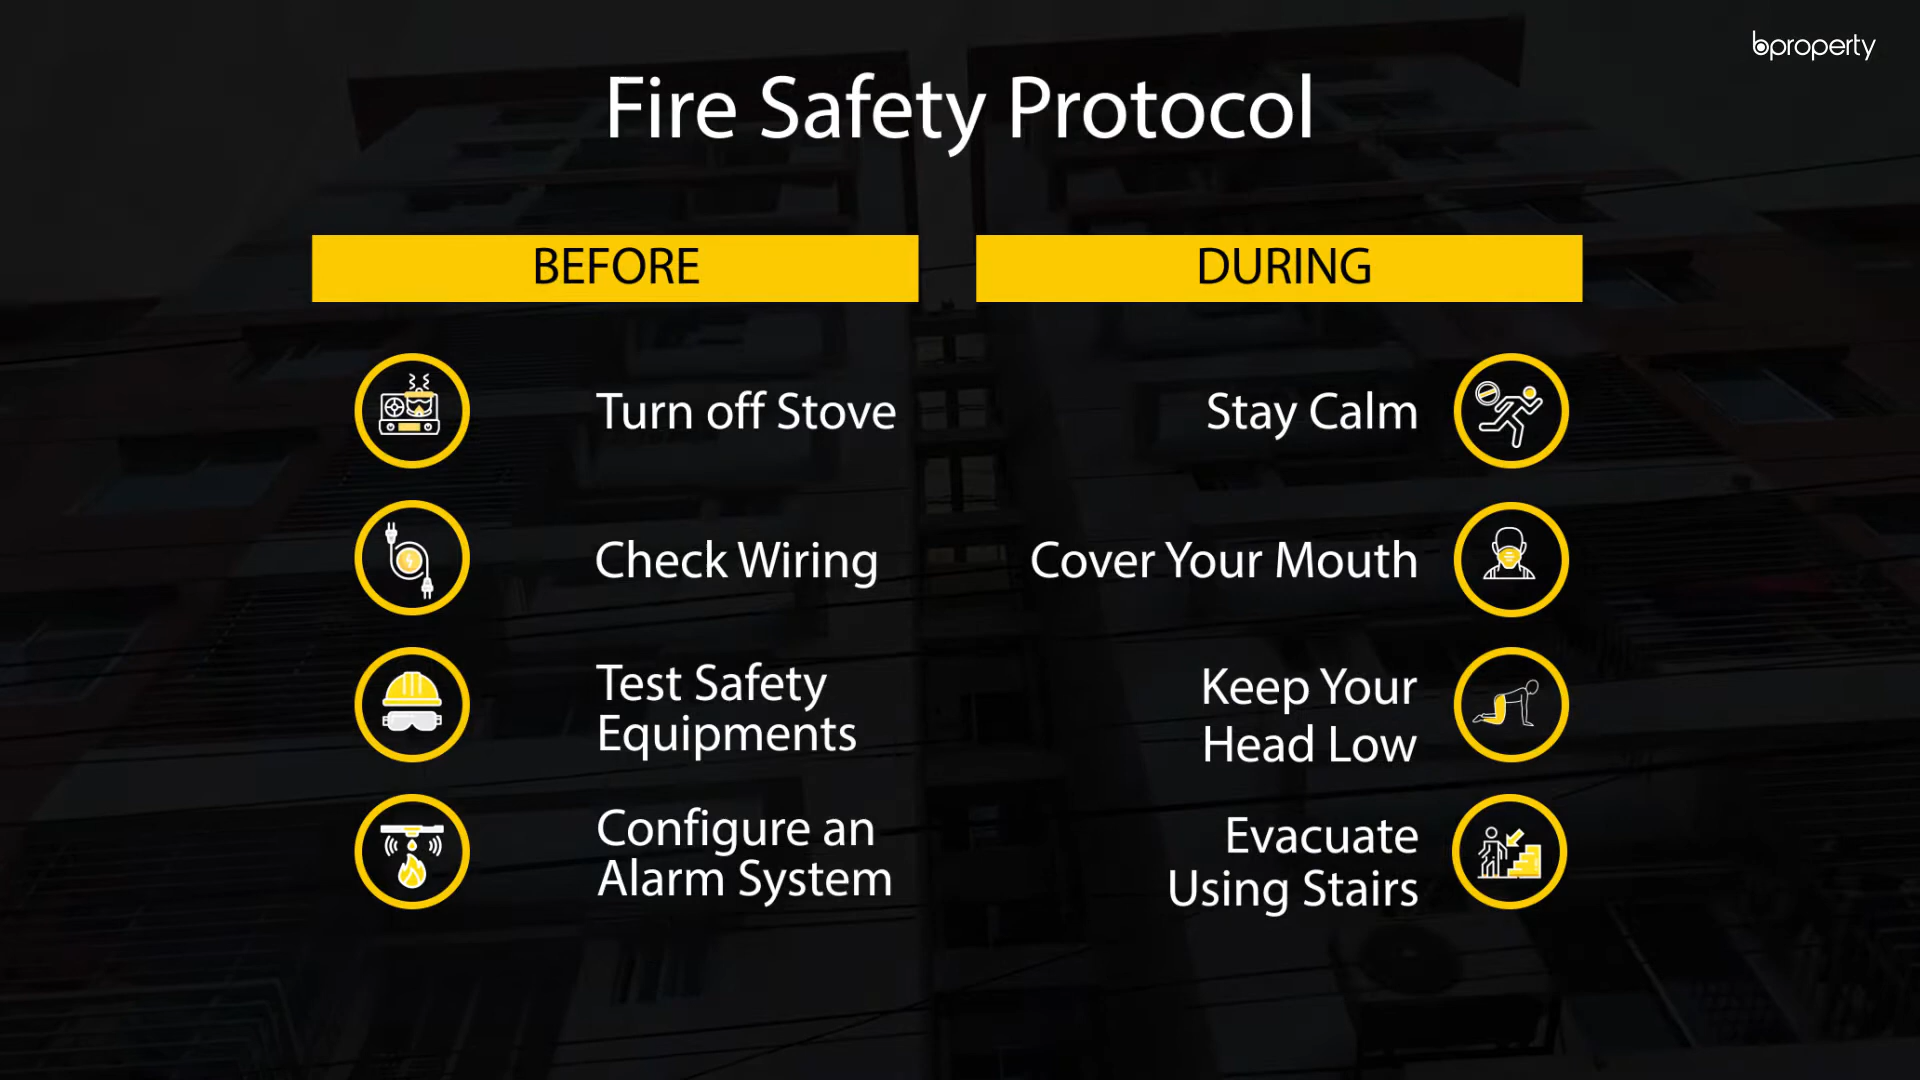 bproperty
Fire Safety Protocol
BEFORE
Turn off Stove
Check Wiring
Test Safety
Equipments
Configure an
Alarm System
DURING
Stay Calm
Cover Your Mouth
Keep Your
Head Low
Evacuate
Using Stairs